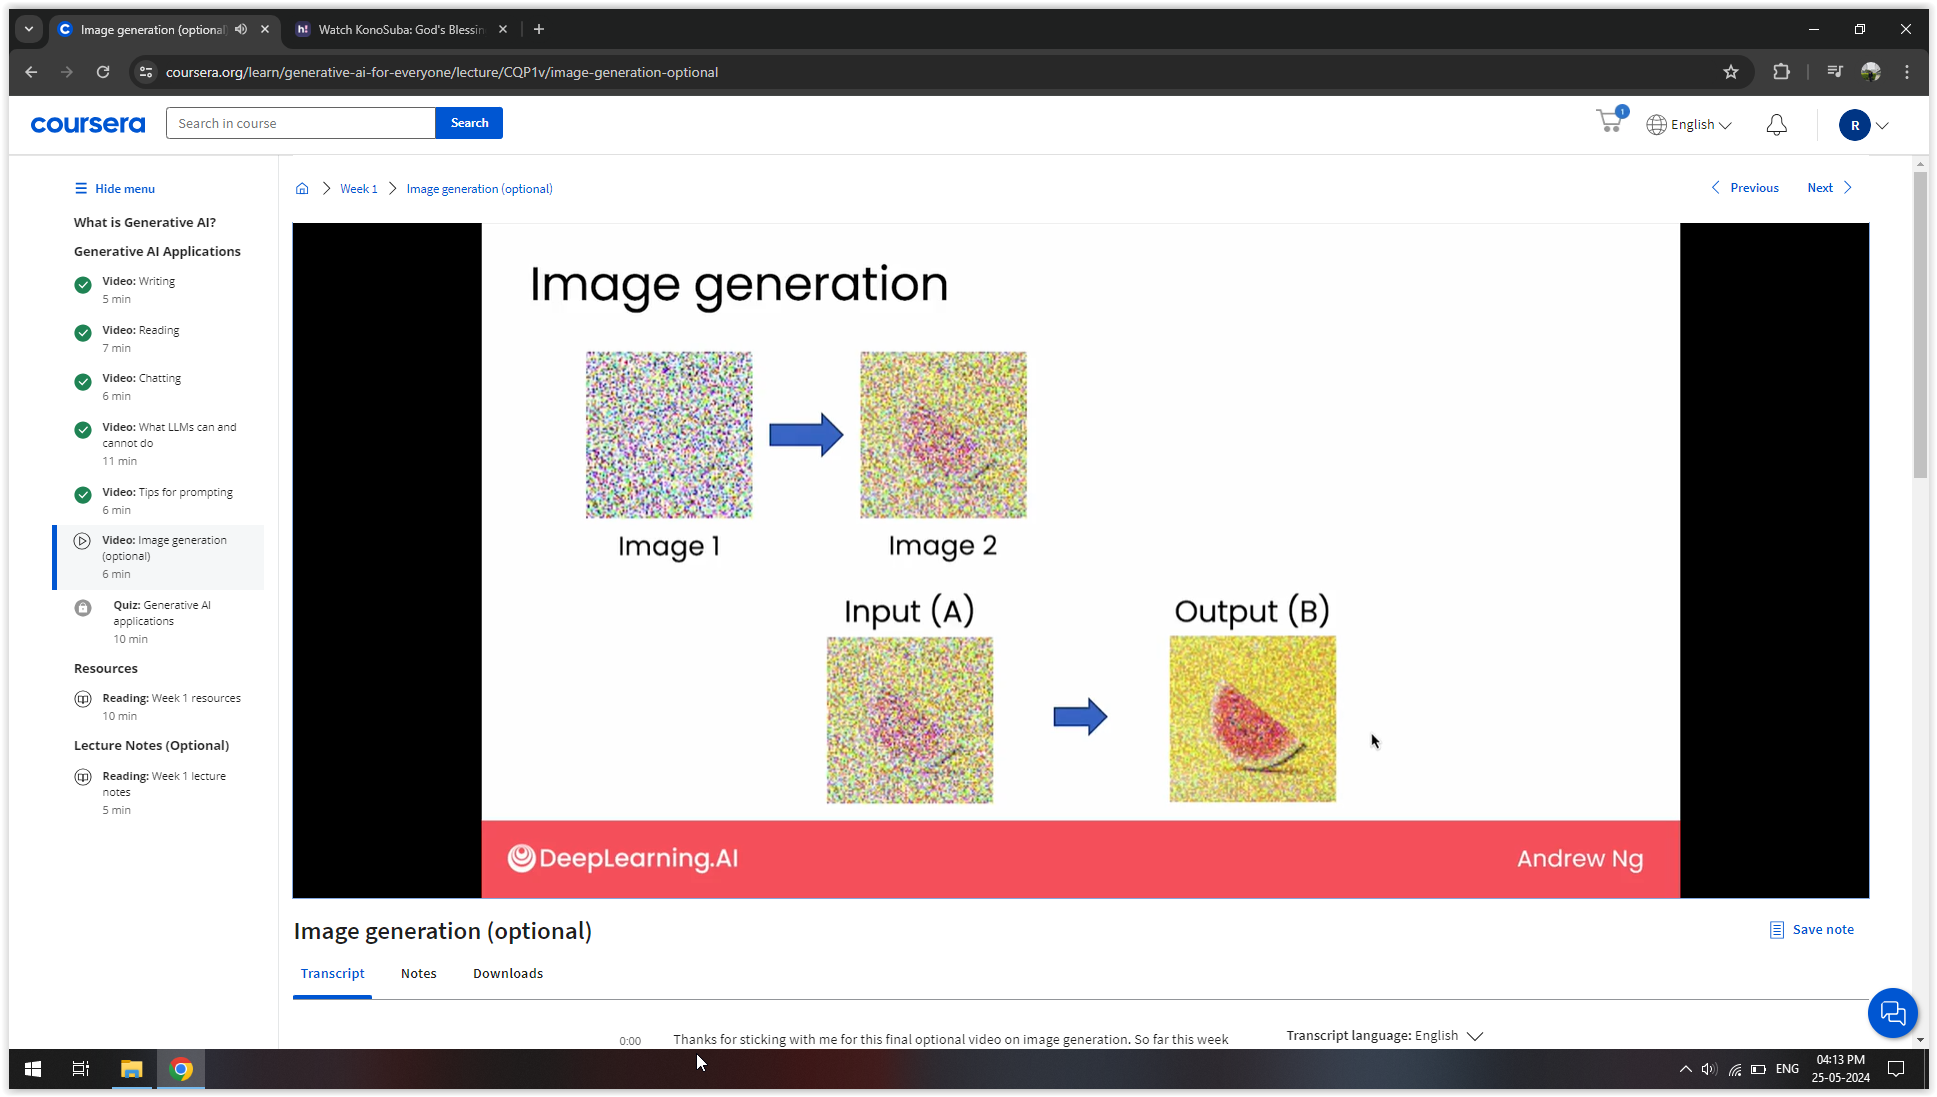 Image generation (optional)
Watch KonoSuba: God's Blessin
coursera.org/learn/generative-ai-for-everyone/lecture/CQP1v/image-generation-optional
coursera
Search in course
Search
1
English
R
Hide menu
What is Generative AI?
Generative AI Applications
Video: Writing
5 min
Video: Reading
7 min
Video: Chatting
6 min
Video: What LLMs can and
cannot do
11 min
Video: Tips for prompting
6 min
Video: Image generation
(optional)
6 min
Quiz: Generative AI
applications
10 min
Resources
Reading: Week 1 resources
10 min
Lecture Notes (Optional)
Reading: Week 1 lecture
notes
5 min
Week 1
Image generation (optional)
Previous
Next
Image generation
Image 1
Image 2
Input (A)
Output (B)
DeepLearning.AI
Andrew Ng
Image generation (optional)
Save note
Transcript
Notes
Downloads
0:00
Thanks for sticking with me for this final optional video on image generation. So far this week
Transcript language: English
ENG
04:13 PM
25-05-2024